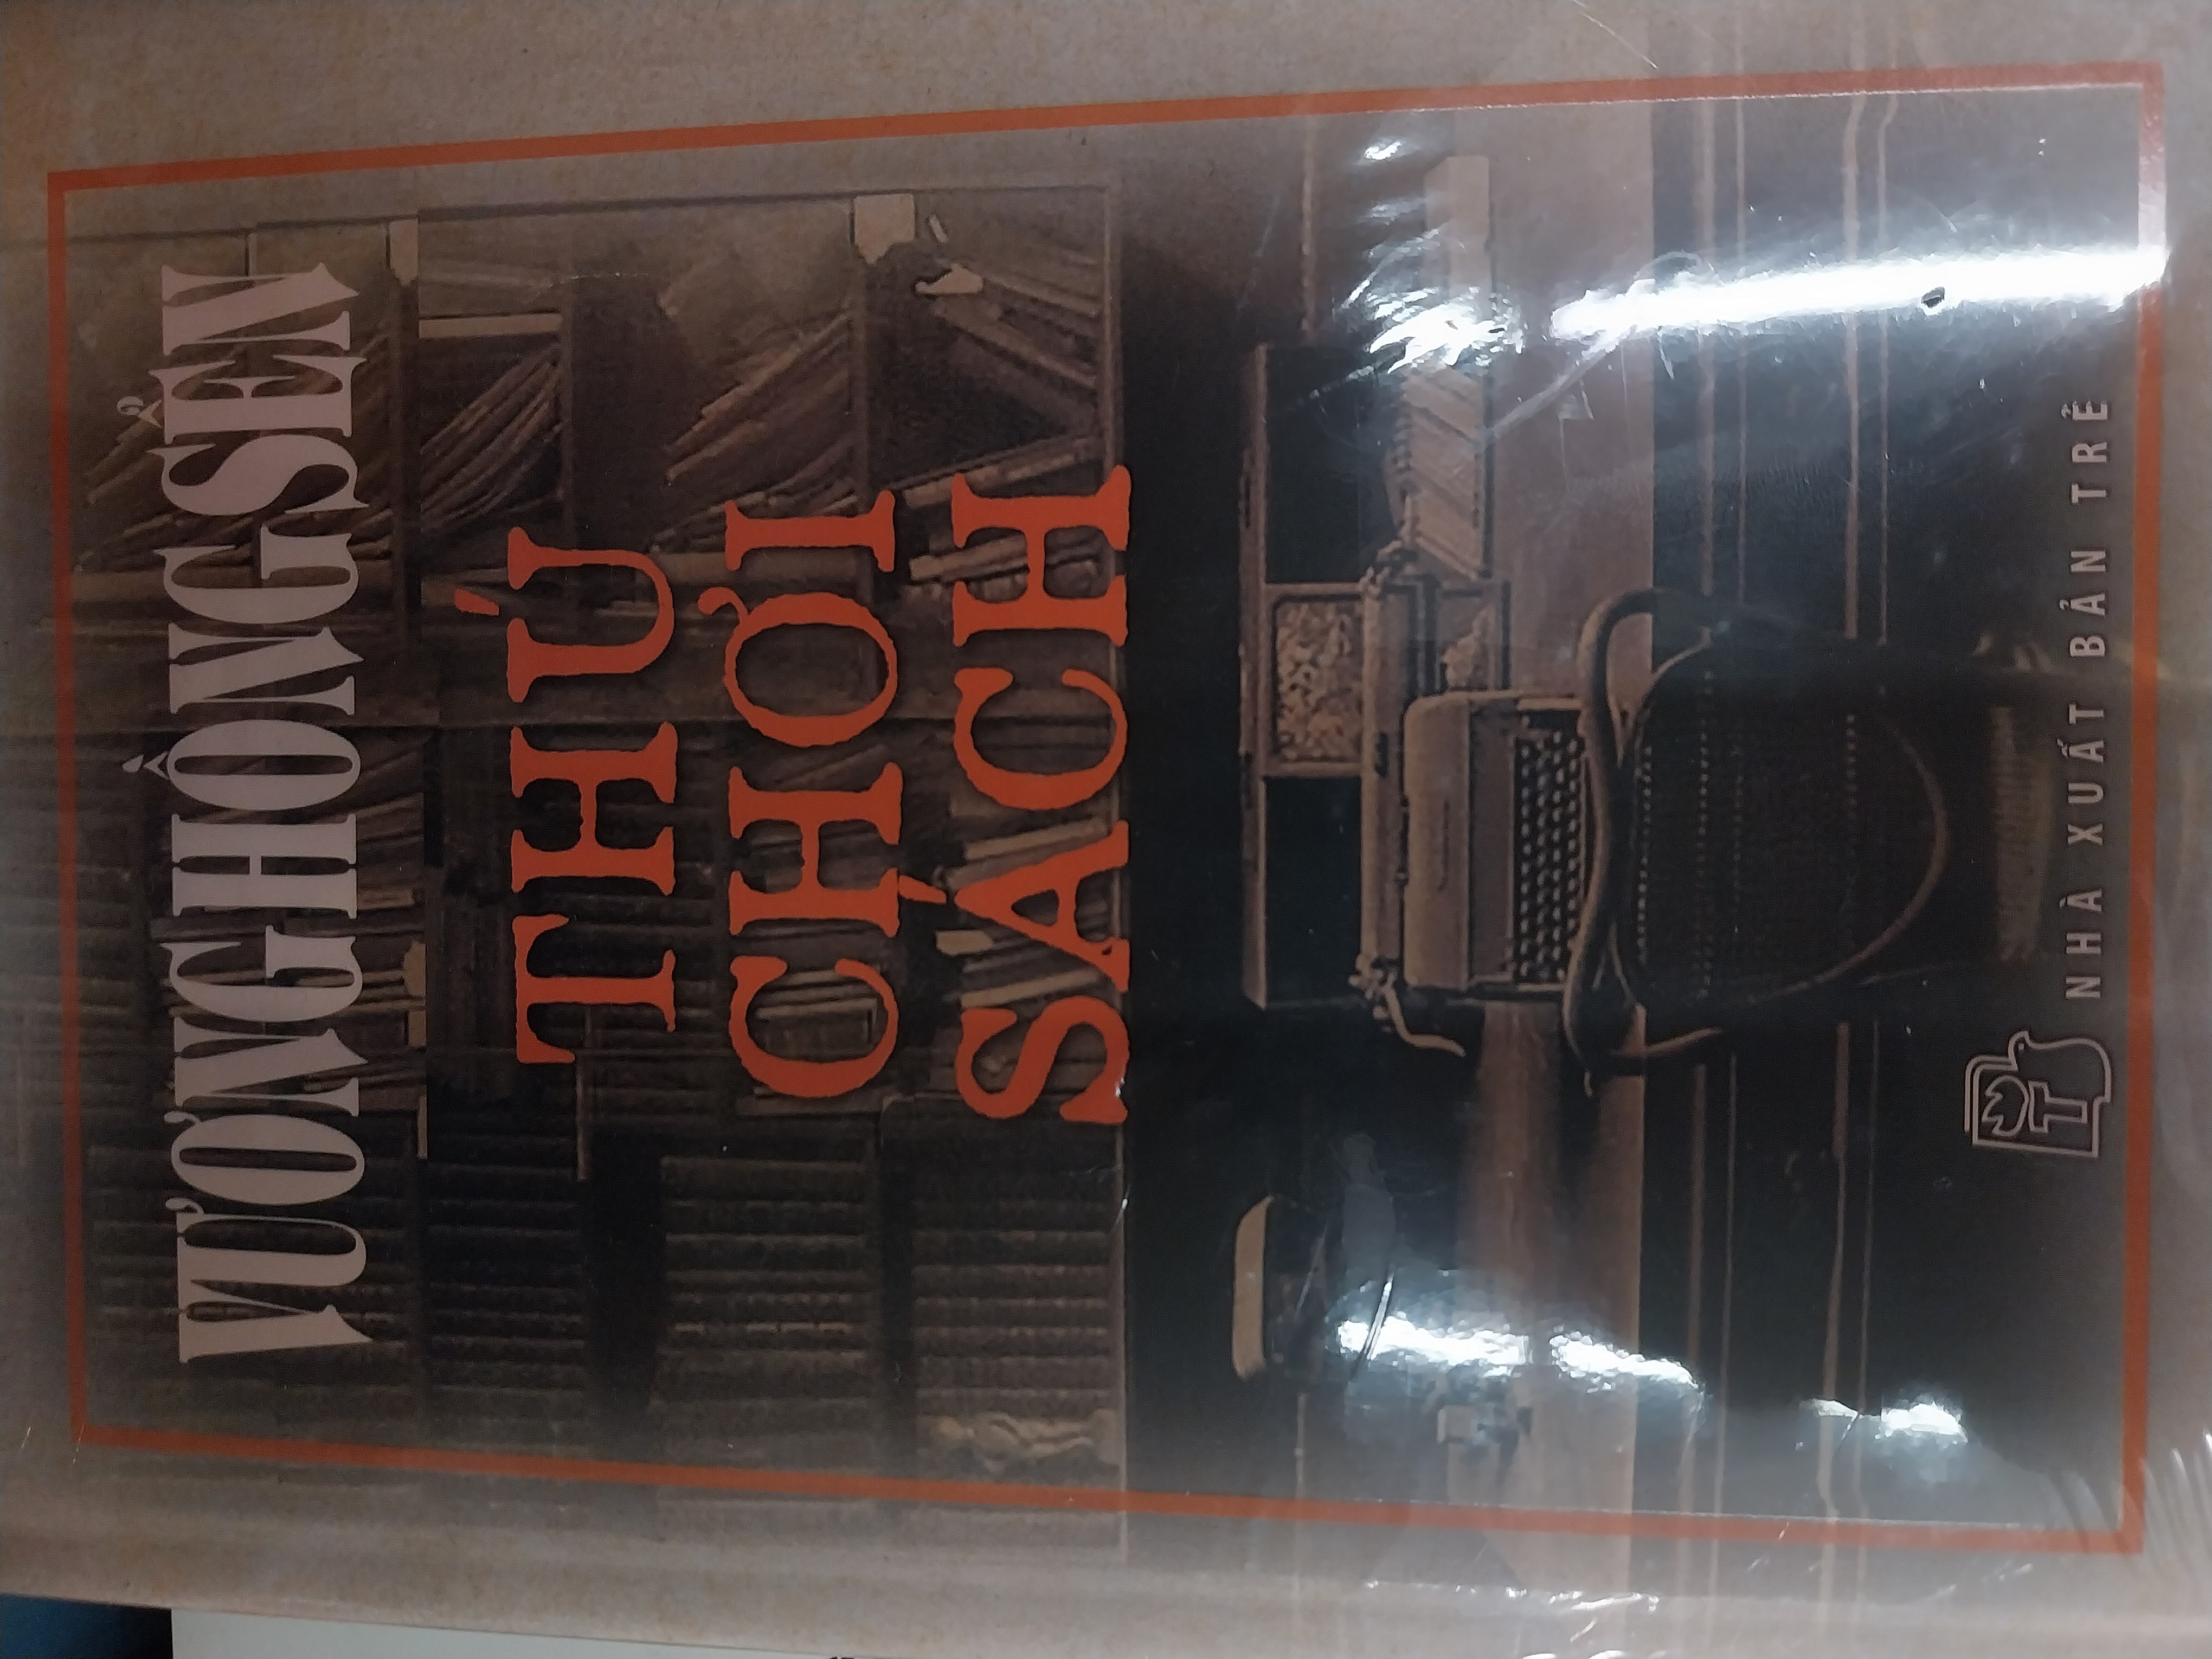 VƯƠNG HỒNG SỂN
THÚ
CHƠI
SÁCH
NHÀ XUẤT BẢN TRẺ